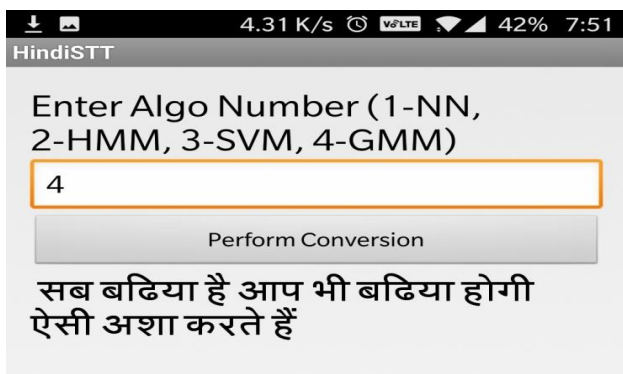 4.31 K/s VoLTE 42% 7:51
HindiSTT
Enter Algo Number (1-NN,
2-HMM, 3-SVM, 4-GMM)
4
Perform Conversion
सब बढिया है आप भी बढिया होगी
ऐसी अशा करते हैं